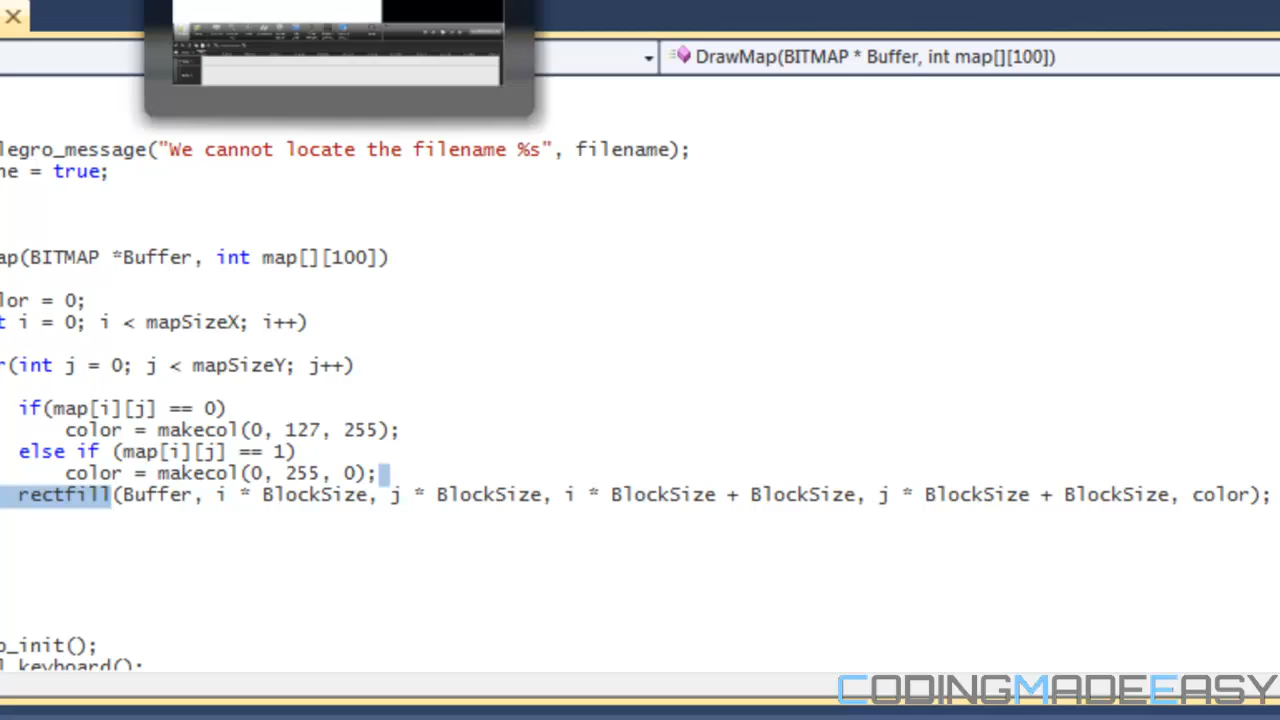 DrawMap(BITMAP * Buffer, int map[][100])
legro_message("We cannot locate the filename %s", filename);
ne = true;
ap(BITMAP *Buffer, int map[][100])
lor = 0;
t i = 0; i < mapSizeX; i++)
r(int j = 0; j < mapSizeY; j++)
if(map[i][j] == 0)
color = makecol(0, 127, 255);
else if (map[i][j] == 1)
color = makecol(0, 255, 0);
rectfill(Buffer, i * BlockSize, j * BlockSize, i * BlockSize + BlockSize, j * BlockSize + BlockSize, color);
o_init();
l_keyboard();
CODINGMADEEASY